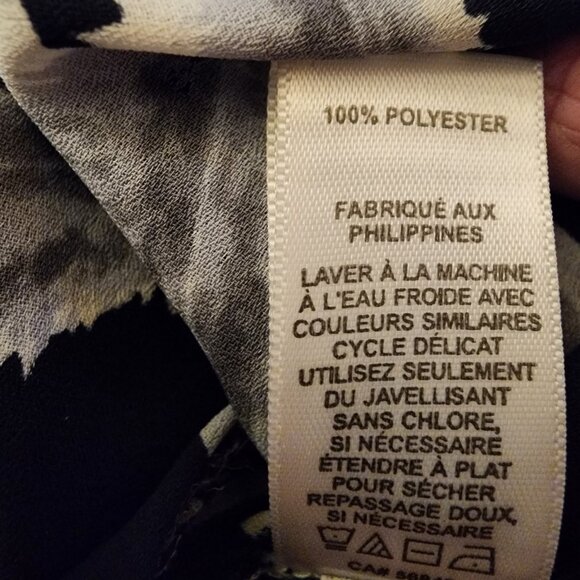 100% POLYESTER
FABRIQUÉ AUX
PHILIPPINES
LAVER À LA MACHINE
À L'EAU FROIDE AVEC
COULEURS SIMILAIRES
CYCLE DÉLICAT
UTILISEZ SEULEMENT
DU JAVELLISANT
SANS CHLORE,
SI NÉCESSAIRE
ÉTENDRE À PLAT
POUR SÉCHER
REPASSAGE DOUX,
SI NÉCESSAIRE
CA#